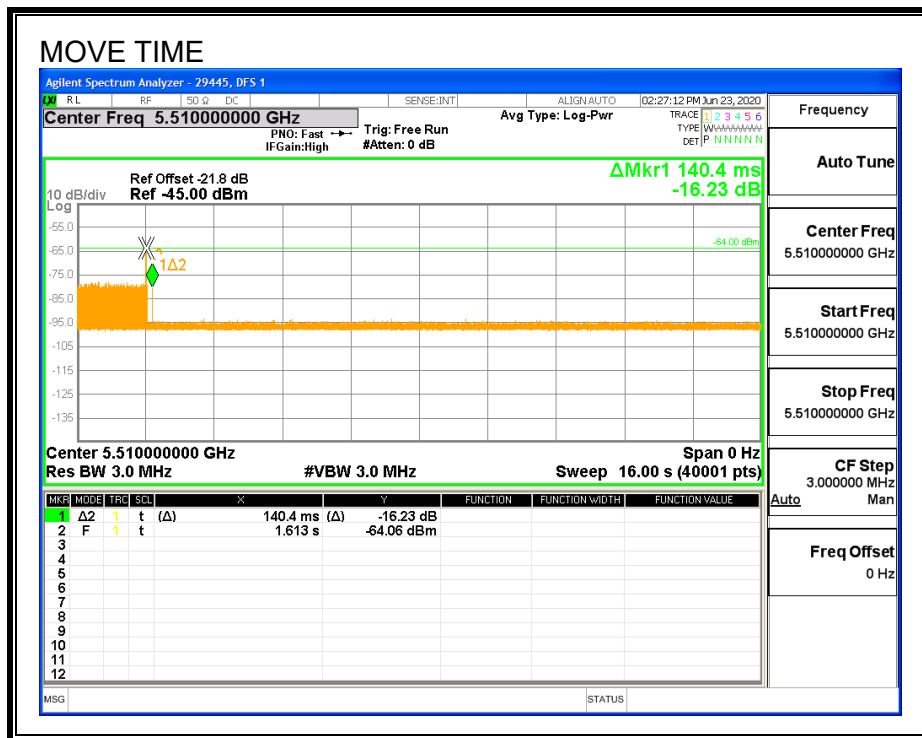 MOVE TIME
Agilent Spectrum Analyzer - 29445, DFS 1
LXI RL RF 50 Ω DC SENSE:INT ALIGN AUTO 02:27:12 PM Jun 23, 2020
Center Freq 5.510000000 GHz
PNO: Fast
IFGain:High
Trig: Free Run
#Atten: 0 dB
Avg Type: Log-Pwr
TRACE 1 2 3 4 5 6
TYPE WWWWWW
DET P N N N N N
ΔMkr1 140.4 ms
-16.23 dB
Ref Offset -21.8 dB
10 dB/div Ref -45.00 dBm
Log
-55.0
-64.00 dBm
-65.0
1Δ2
-75.0
-85.0
-95.0
-105
-115
-125
-135
Center 5.510000000 GHz Span 0 Hz
Res BW 3.0 MHz #VBW 3.0 MHz Sweep 16.00 s (40001 pts)
MKR MODE TRC SCL X Y FUNCTION FUNCTION WIDTH FUNCTION VALUE
1 Δ2 1 t (Δ) 140.4 ms (Δ) -16.23 dB
2 F 1 t 1.613 s -64.06 dBm
3
4
5
6
7
8
9
10
11
12
MSG STATUS
Frequency
Auto Tune
Center Freq
5.510000000 GHz
Start Freq
5.510000000 GHz
Stop Freq
5.510000000 GHz
CF Step
3.000000 MHz
Auto Man
Freq Offset
0 Hz